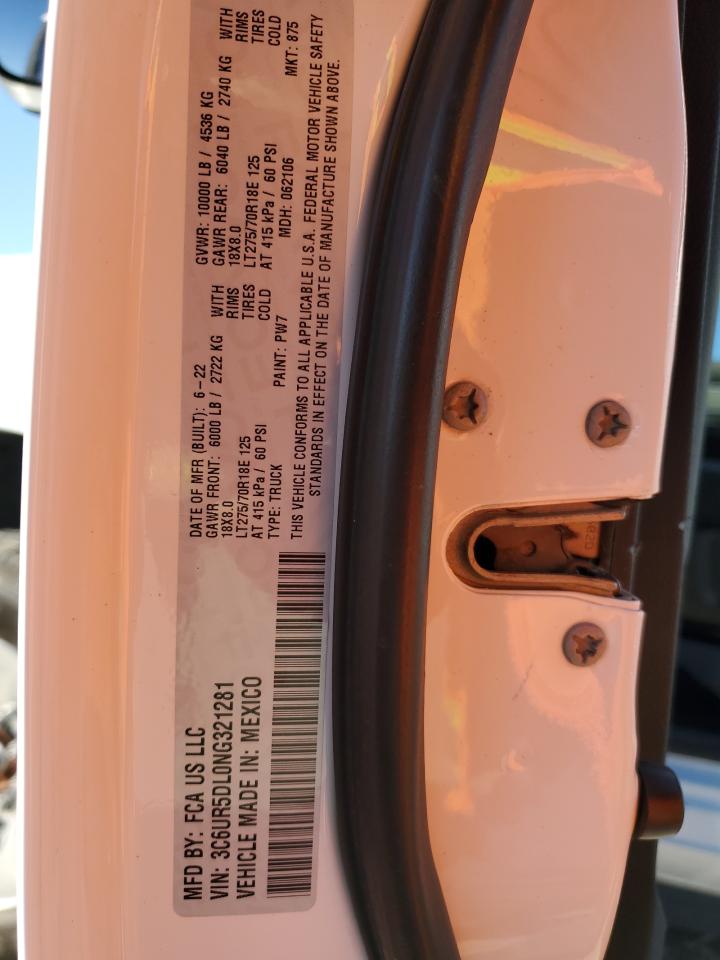 MFD BY: FCA US LLC
VIN: 3C6UR5DL0NG321281
VEHICLE MADE IN: MEXICO
DATE OF MFR (BUILT): 6-22
GAWR FRONT: 6000 LB / 2722 KG WITH
18X8.0 RIMS
LT275/70R18E 125 TIRES
AT 415 kPa / 60 PSI COLD
TYPE: TRUCK PAINT: PW7
GVWR: 10000 LB / 4536 KG
GAWR REAR: 6040 LB / 2740 KG WITH
18X8.0 RIMS
LT275/70R18E 125 TIRES
AT 415 kPa / 60 PSI COLD
MDH: 062106 MKT: 875
THIS VEHICLE CONFORMS TO ALL APPLICABLE U.S.A. FEDERAL MOTOR VEHICLE SAFETY
STANDARDS IN EFFECT ON THE DATE OF MANUFACTURE SHOWN ABOVE.